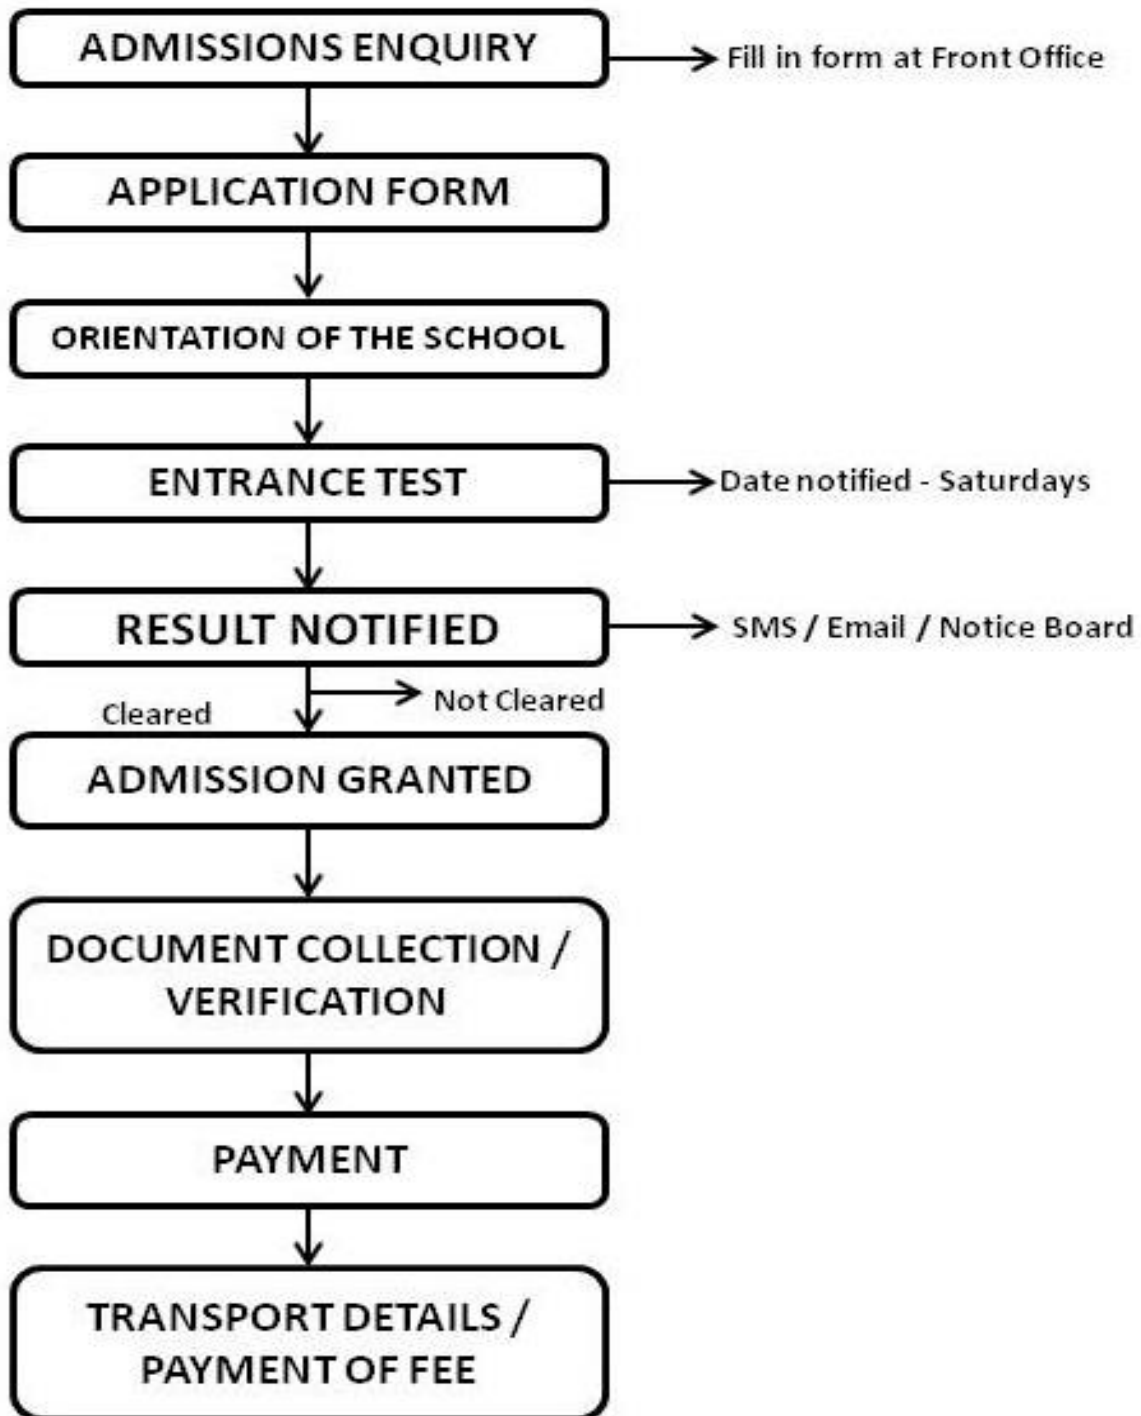 ADMISSIONS ENQUIRY
Fill in form at Front Office
APPLICATION FORM
ORIENTATION OF THE SCHOOL
ENTRANCE TEST
Date notified - Saturdays
RESULT NOTIFIED
SMS / Email / Notice Board
Cleared
Not Cleared
ADMISSION GRANTED
DOCUMENT COLLECTION /
VERIFICATION
PAYMENT
TRANSPORT DETAILS /
PAYMENT OF FEE